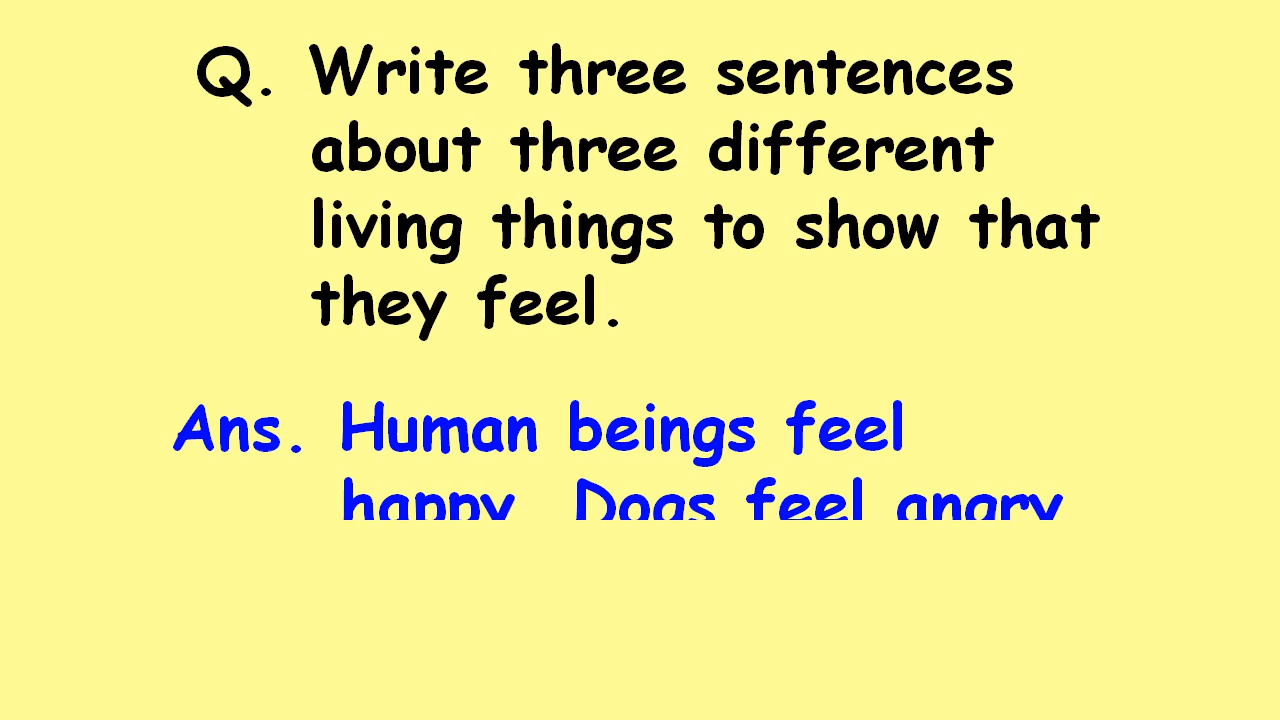 Q. Write three sentences
about three different
living things to show that
they feel.
Ans. Human beings feel
happy Dogs feel angry